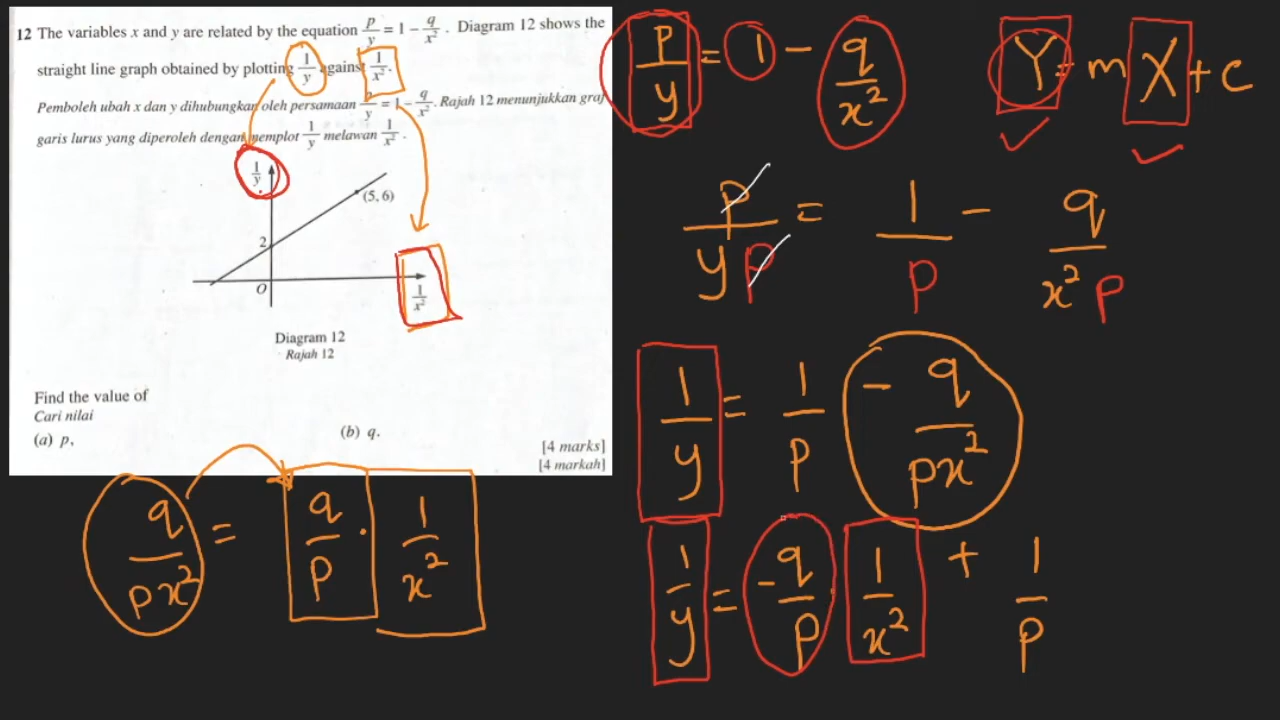 12 The variables x and y are related by the equation p/y = 1 − q/x². Diagram 12 shows the
straight line graph obtained by plotting 1/y against 1/x².
Pemboleh ubah x dan y dihubungkan oleh persamaan p/y = 1 − q/x². Rajah 12 menunjukkan graf
garis lurus yang diperoleh dengan memplot 1/y melawan 1/x².
1/y
(5, 6)
2
O
1/x²
Diagram 12
Rajah 12
Find the value of
Cari nilai
(a) p,
(b) q.
[4 marks]
[4 markah]
q/px² = q/p · 1/x²
p/y = 1 − q/x²
Y = mX + c
p/yp = 1/p − q/x²p
1/y = 1/p − q/px²
1/y = −q/p 1/x² + 1/p